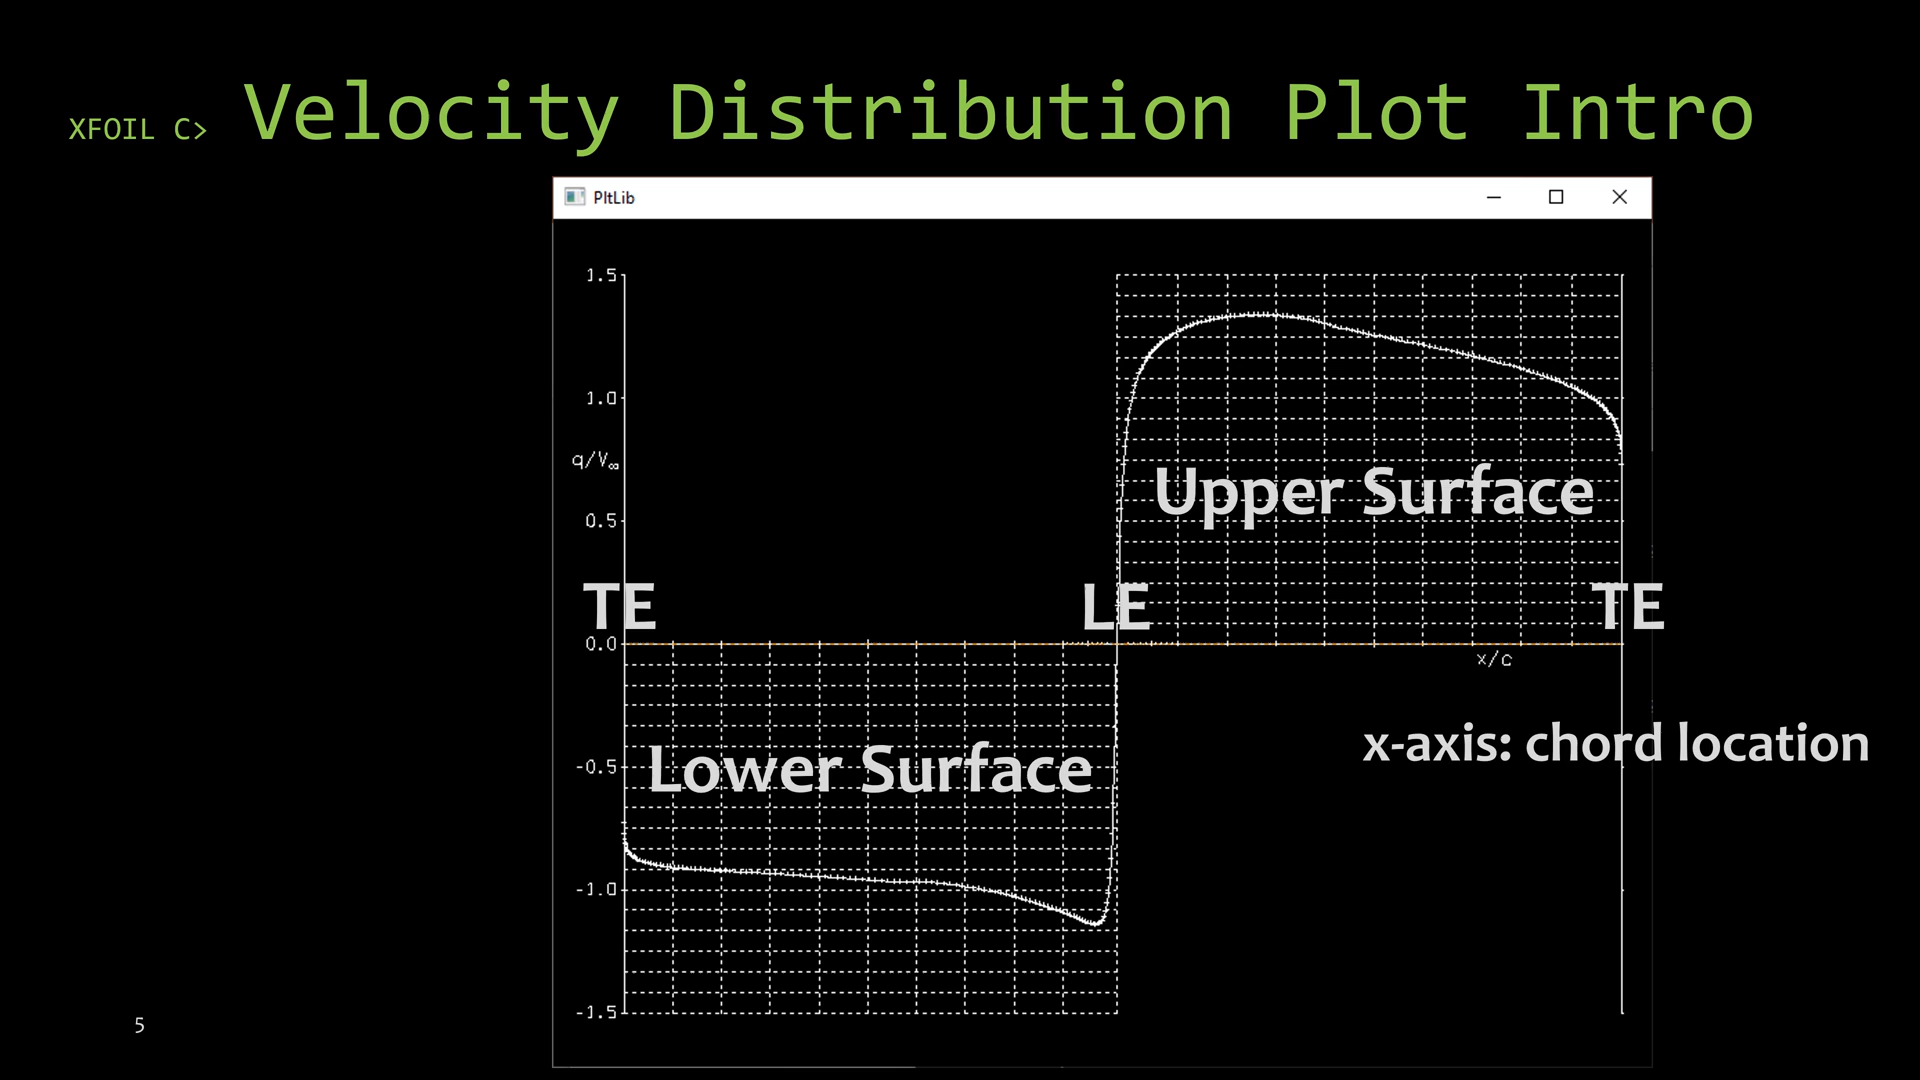 XFOIL C> Velocity Distribution Plot Intro
PltLib
1.5
1.0
q/V∞
0.5
Upper Surface
TE LE TE
0.0
x/c
x-axis: chord location
-0.5 Lower Surface
-1.0
-1.5
5